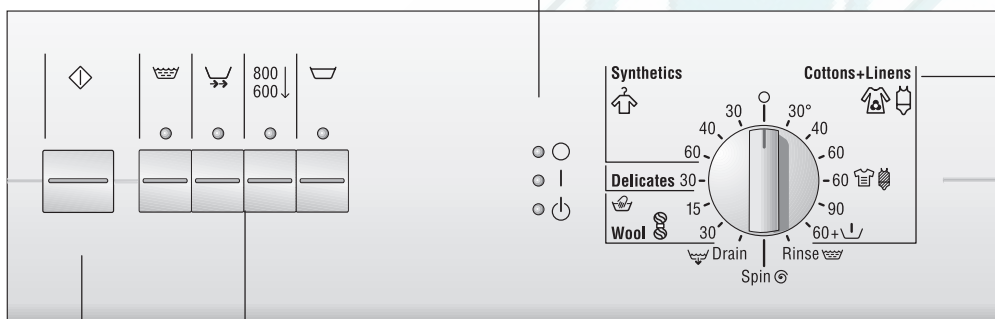 800
600
Synthetics
Cottons+Linens
30
30°
40
40
60
60
Delicates 30
60
15
90
Wool
30
60+
Drain
Rinse
Spin